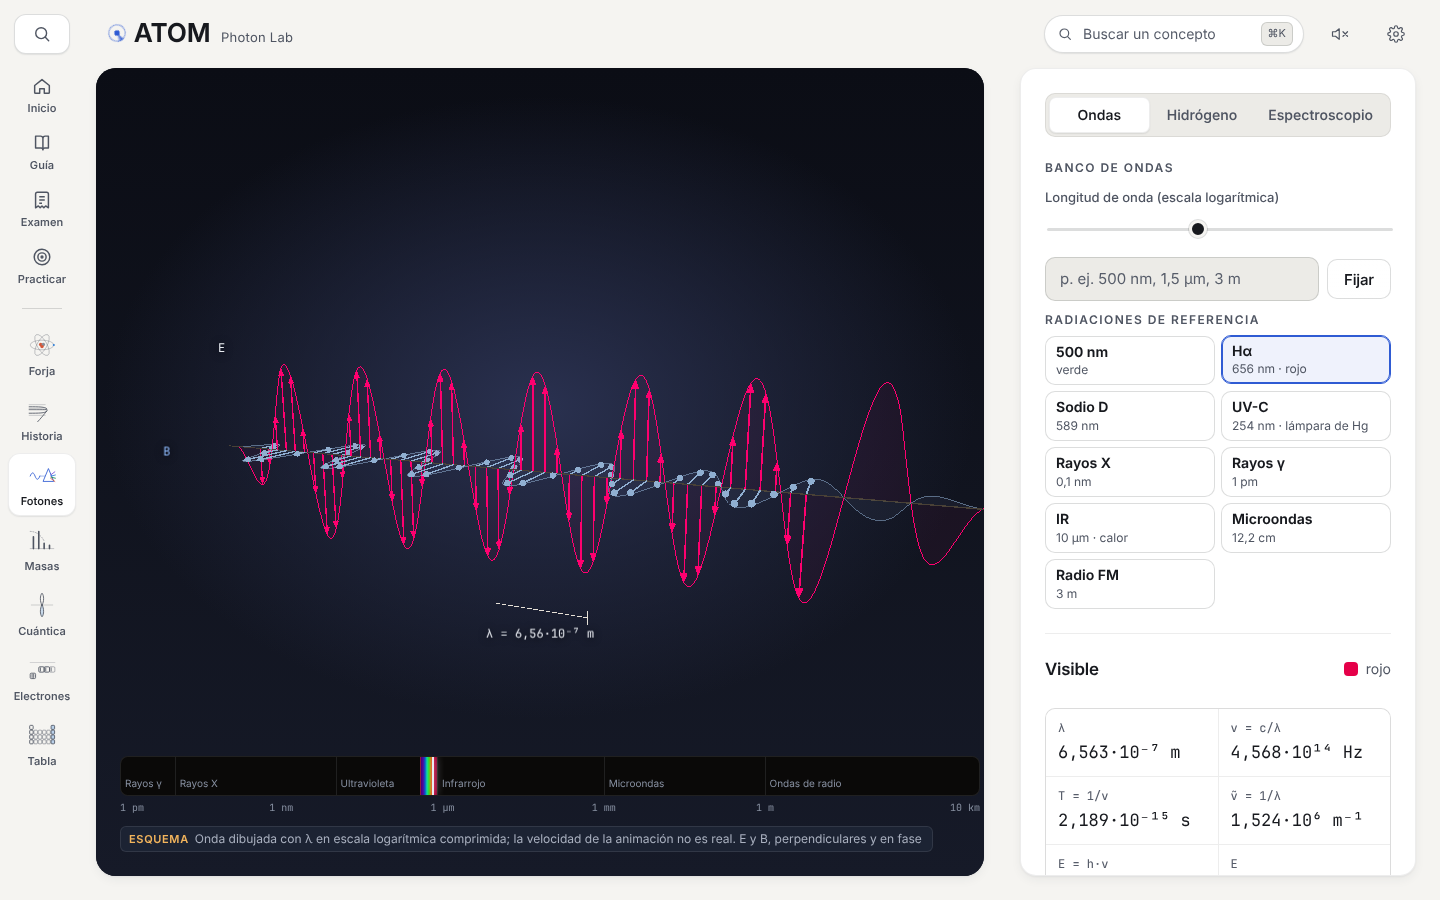 ATOM Photon Lab
Buscar un concepto ⌘K
Inicio
Guía
Examen
Practicar
Forja
Historia
Fotones
Masas
Cuántica
Electrones
Tabla
E
B
λ = 6,56·10⁻⁷ m
Rayos γ Rayos X Ultravioleta Infrarrojo Microondas Ondas de radio
1 pm 1 nm 1 µm 1 mm 1 m 10 km
ESQUEMA Onda dibujada con λ en escala logarítmica comprimida; la velocidad de la animación no es real. E y B, perpendiculares y en fase
Ondas Hidrógeno Espectroscopio
BANCO DE ONDAS
Longitud de onda (escala logarítmica)
p. ej. 500 nm, 1,5 µm, 3 m Fijar
RADIACIONES DE REFERENCIA
500 nm
verde
Hα
656 nm · rojo
Sodio D
589 nm
UV-C
254 nm · lámpara de Hg
Rayos X
0,1 nm
Rayos γ
1 pm
IR
10 µm · calor
Microondas
12,2 cm
Radio FM
3 m
Visible rojo
λ
6,563·10⁻⁷ m
ν = c/λ
4,568·10¹⁴ Hz
T = 1/ν
2,189·10⁻¹⁵ s
ṽ = 1/λ
1,524·10⁶ m⁻¹
E = h·ν
E